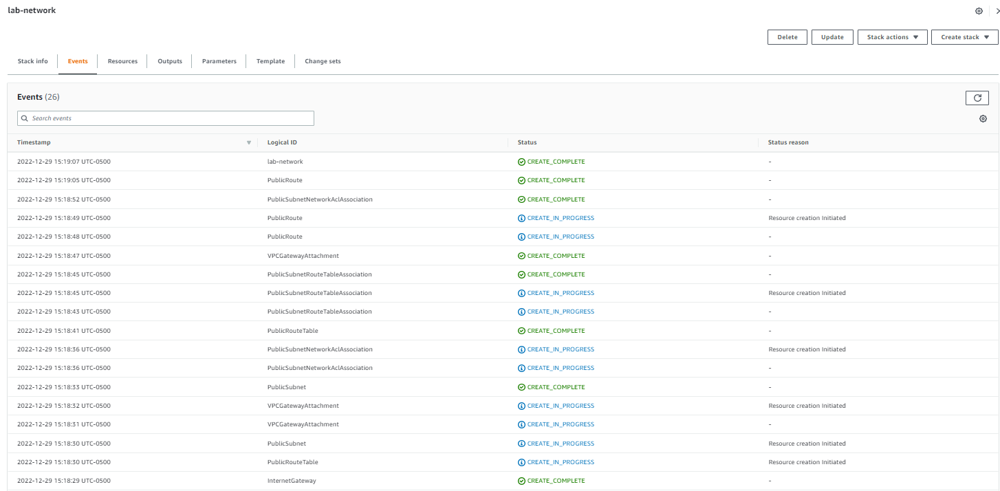 lab-network
Delete Update Stack actions Create stack
Stack info Events Resources Outputs Parameters Template Change sets
Events (26)
Search events
Timestamp Logical ID Status Status reason
2022-12-29 15:19:07 UTC-0500 lab-network CREATE_COMPLETE -
2022-12-29 15:19:05 UTC-0500 PublicRoute CREATE_COMPLETE -
2022-12-29 15:18:52 UTC-0500 PublicSubnetNetworkAclAssociation CREATE_COMPLETE -
2022-12-29 15:18:49 UTC-0500 PublicRoute CREATE_IN_PROGRESS Resource creation Initiated
2022-12-29 15:18:48 UTC-0500 PublicRoute CREATE_IN_PROGRESS -
2022-12-29 15:18:47 UTC-0500 VPCGatewayAttachment CREATE_COMPLETE -
2022-12-29 15:18:45 UTC-0500 PublicSubnetRouteTableAssociation CREATE_COMPLETE -
2022-12-29 15:18:45 UTC-0500 PublicSubnetRouteTableAssociation CREATE_IN_PROGRESS Resource creation Initiated
2022-12-29 15:18:43 UTC-0500 PublicSubnetRouteTableAssociation CREATE_IN_PROGRESS -
2022-12-29 15:18:41 UTC-0500 PublicRouteTable CREATE_COMPLETE -
2022-12-29 15:18:36 UTC-0500 PublicSubnetNetworkAclAssociation CREATE_IN_PROGRESS Resource creation Initiated
2022-12-29 15:18:36 UTC-0500 PublicSubnetNetworkAclAssociation CREATE_IN_PROGRESS -
2022-12-29 15:18:33 UTC-0500 PublicSubnet CREATE_COMPLETE -
2022-12-29 15:18:32 UTC-0500 VPCGatewayAttachment CREATE_IN_PROGRESS Resource creation Initiated
2022-12-29 15:18:31 UTC-0500 VPCGatewayAttachment CREATE_IN_PROGRESS -
2022-12-29 15:18:30 UTC-0500 PublicSubnet CREATE_IN_PROGRESS Resource creation Initiated
2022-12-29 15:18:30 UTC-0500 PublicRouteTable CREATE_IN_PROGRESS Resource creation Initiated
2022-12-29 15:18:29 UTC-0500 InternetGateway CREATE_COMPLETE -